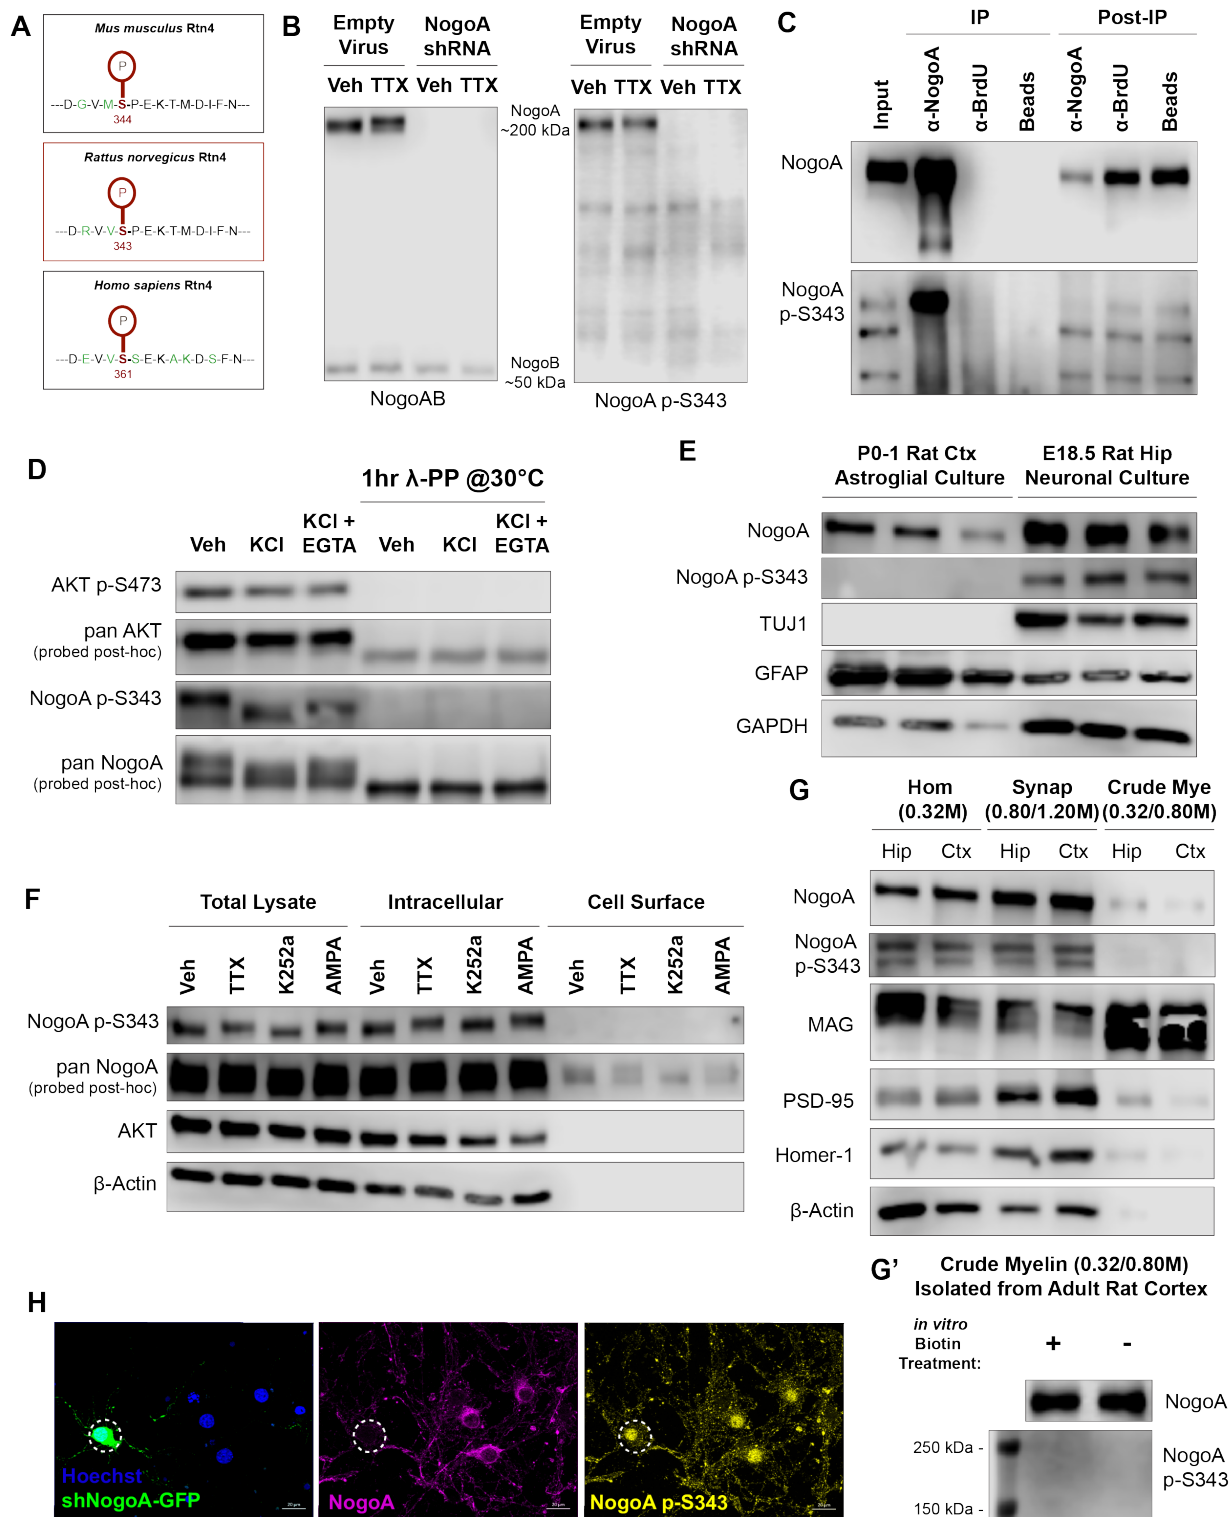 A
Mus musculus Rtn4
P
---D-G-V-M-S-P-E-K-T-M-D-I-F-N---
344
Rattus norvegicus Rtn4
P
---D-R-V-V-S-P-E-K-T-M-D-I-F-N---
343
Homo sapiens Rtn4
P
---D-E-V-V-S-S-E-K-A-K-D-S-F-N---
361
B
Empty Virus
NogoA shRNA
Veh TTX Veh TTX
Empty Virus
NogoA shRNA
Veh TTX Veh TTX
NogoA
~200 kDa
NogoB
~50 kDa
NogoAB
NogoA p-S343
C
IP
Post-IP
Input
α-NogoA
α-BrdU
Beads
α-NogoA
α-BrdU
Beads
NogoA
NogoA
p-S343
D
1hr λ-PP @30°C
Veh
KCl
KCl +
EGTA
Veh
KCl
KCl +
EGTA
AKT p-S473
pan AKT
(probed post-hoc)
NogoA p-S343
pan NogoA
(probed post-hoc)
E
P0-1 Rat Ctx
Astroglial Culture
E18.5 Rat Hip
Neuronal Culture
NogoA
NogoA p-S343
TUJ1
GFAP
GAPDH
F
Total Lysate
Intracellular
Cell Surface
Veh
TTX
K252a
AMPA
Veh
TTX
K252a
AMPA
Veh
TTX
K252a
AMPA
NogoA p-S343
pan NogoA
(probed post-hoc)
AKT
β-Actin
G
Hom
(0.32M)
Synap
(0.80/1.20M)
Crude Mye
(0.32/0.80M)
Hip Ctx Hip Ctx Hip Ctx
NogoA
NogoA
p-S343
MAG
PSD-95
Homer-1
β-Actin
G’
Crude Myelin (0.32/0.80M)
Isolated from Adult Rat Cortex
in vitro
Biotin
Treatment:
+ -
NogoA
250 kDa -
150 kDa -
NogoA
p-S343
H
Hoechst
shNogoA-GFP
20 µm
NogoA
20 µm
NogoA p-S343
20 µm